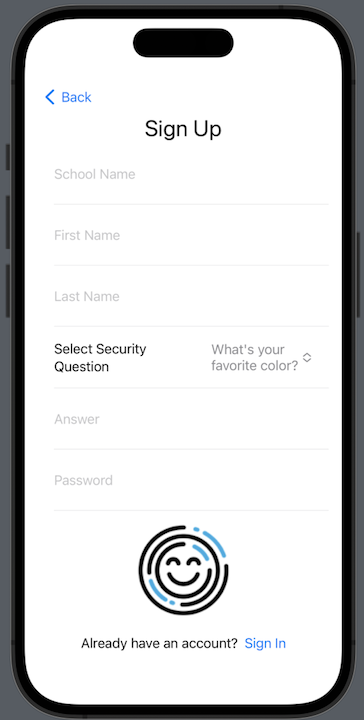 Back
Sign Up
School Name
First Name
Last Name
Select Security
Question
What's your
favorite color?
Answer
Password
Already have an account? Sign In